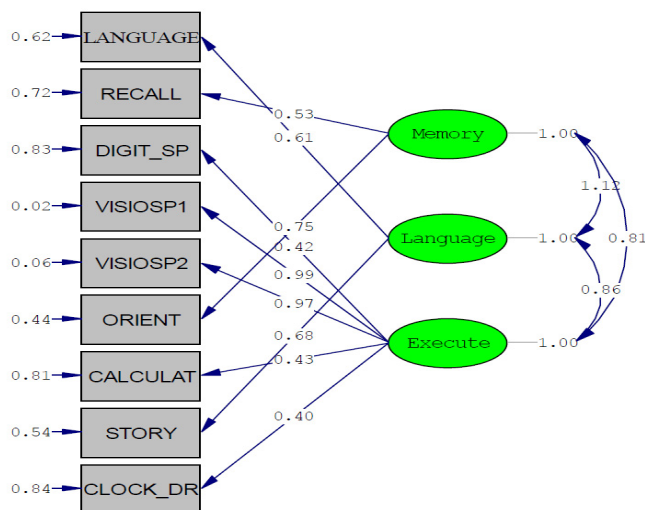 0.62 LANGUAGE
0.72 RECALL 0.53 Memory 1.00
0.61
0.83 DIGIT_SP
1.12
0.02 VISIOSP1 0.75
0.42 Language 1.00 0.81
0.06 VISIOSP2 0.99
0.97 0.86
0.44 ORIENT
0.68 Execute 1.00
0.81 CALCULAT 0.43
0.54 STORY 0.40
0.84 CLOCK_DR